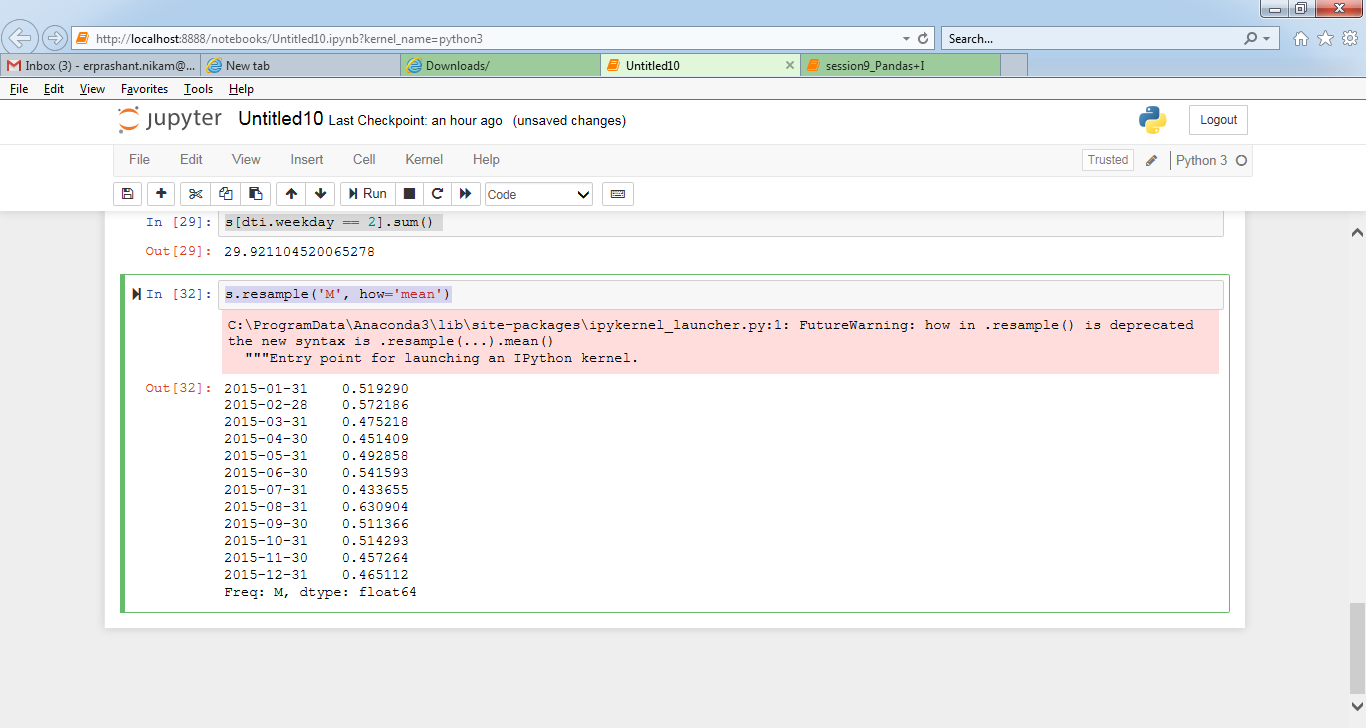 http://localhost:8888/notebooks/Untitled10.ipynb?kernel_name=python3
Search...
Inbox (3) - erprashant.nikam@...
New tab
Downloads/
Untitled10
session9_Pandas+I
File Edit View Favorites Tools Help
jupyter Untitled10 Last Checkpoint: an hour ago (unsaved changes)
Logout
File Edit View Insert Cell Kernel Help
Trusted
Python 3
Run
Code
In [29]: s[dti.weekday == 2].sum()
Out[29]: 29.921104520065278
In [32]: s.resample('M', how='mean')
C:\ProgramData\Anaconda3\lib\site-packages\ipykernel_launcher.py:1: FutureWarning: how in .resample() is deprecated
the new syntax is .resample(...).mean()
"""Entry point for launching an IPython kernel.
Out[32]: 2015-01-31 0.519290
2015-02-28 0.572186
2015-03-31 0.475218
2015-04-30 0.451409
2015-05-31 0.492858
2015-06-30 0.541593
2015-07-31 0.433655
2015-08-31 0.630904
2015-09-30 0.511366
2015-10-31 0.514293
2015-11-30 0.457264
2015-12-31 0.465112
Freq: M, dtype: float64